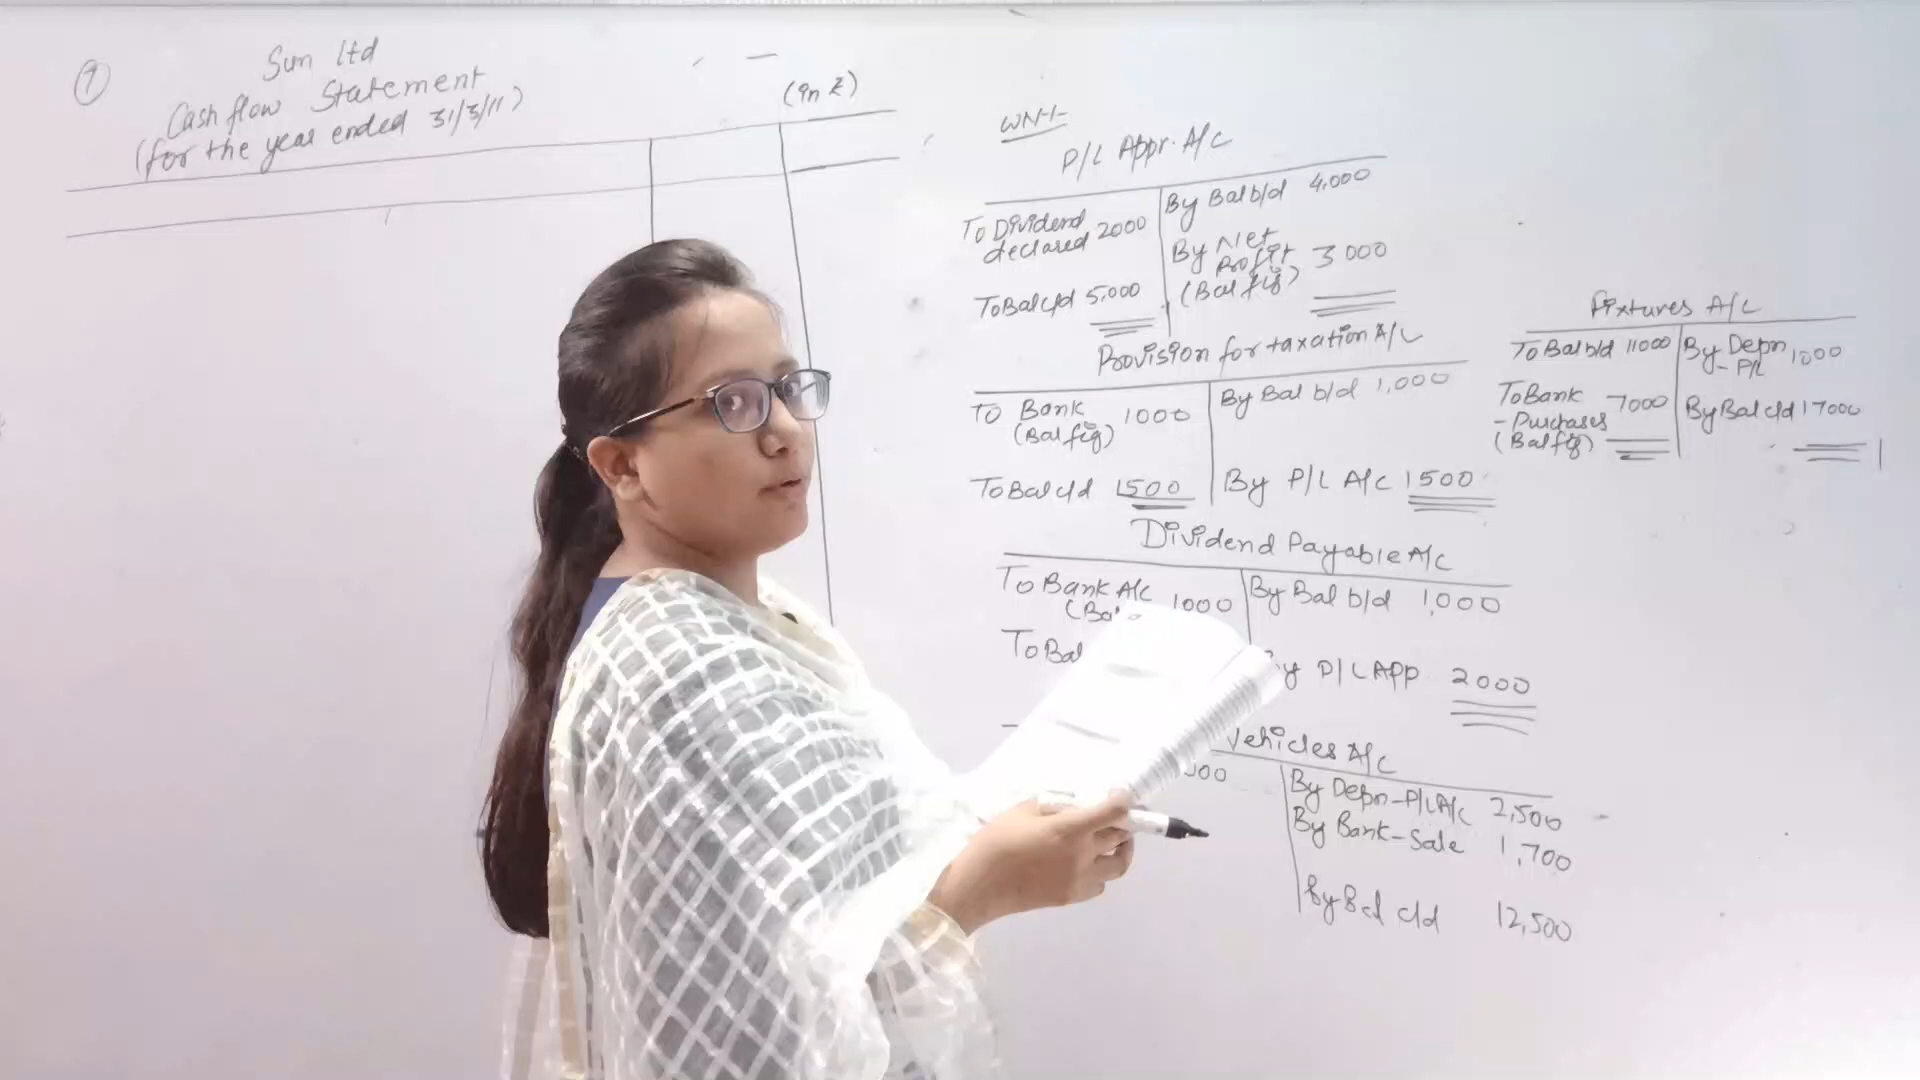 1
Sun ltd
Cash flow Statement
(for the year ended 31/3/11)
(in ₹)
WN-1-
P/L Appr. A/C
To Dividend declared 2000
By Bal b/d 4,000
By Net Profit (Bal fig) 3000
To Bal c/d 5,000
Provision for taxation A/C
To Bank (Bal fig) 1000
By Bal b/d 1,000
To Bal c/d 1500
By P/L A/C 1500
Dividend Payable A/C
To Bank A/C 1000
By Bal b/d 1,000
To Bal
By P/L APP 2000
Vehicles A/C
By Depn-P/L A/C 2,500
By Bank-Sale 1,700
By Bal c/d 12,500
Fixtures A/C
To Bal b/d 11000
By Depn - P/L 1000
To Bank - Purchases (Bal fig) 7000
By Bal c/d 17000